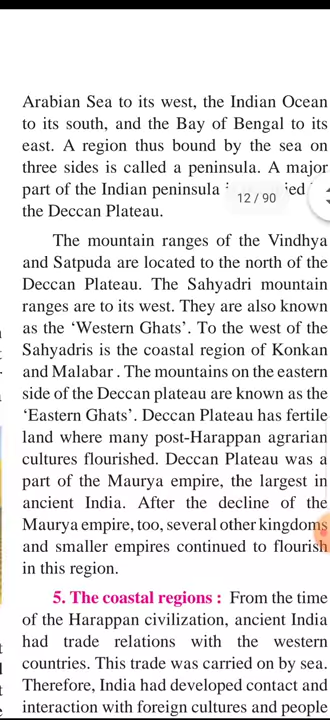 Arabian Sea to its west, the Indian Ocean
to its south, and the Bay of Bengal to its
east. A region thus bound by the sea on
three sides is called a peninsula. A major
part of the Indian peninsula
12 / 90
the Deccan Plateau.
The mountain ranges of the Vindhya
and Satpuda are located to the north of the
Deccan Plateau. The Sahyadri mountain
ranges are to its west. They are also known
as the ‘Western Ghats’. To the west of the
Sahyadris is the coastal region of Konkan
and Malabar . The mountains on the eastern
side of the Deccan plateau are known as the
‘Eastern Ghats’. Deccan Plateau has fertile
land where many post-Harappan agrarian
cultures flourished. Deccan Plateau was a
part of the Maurya empire, the largest in
ancient India. After the decline of the
Maurya empire, too, several other kingdoms
and smaller empires continued to flourish
in this region.
5. The coastal regions : From the time
of the Harappan civilization, ancient India
had trade relations with the western
countries. This trade was carried on by sea.
Therefore, India had developed contact and
interaction with foreign cultures and people